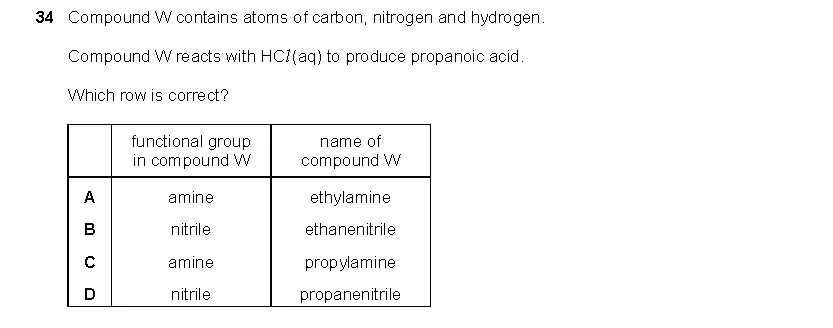 34 Compound W contains atoms of carbon, nitrogen and hydrogen.
Compound W reacts with HCl(aq) to produce propanoic acid.
Which row is correct?
functional group in compound W name of compound W
A amine ethylamine
B nitrile ethanenitrile
C amine propylamine
D nitrile propanenitrile